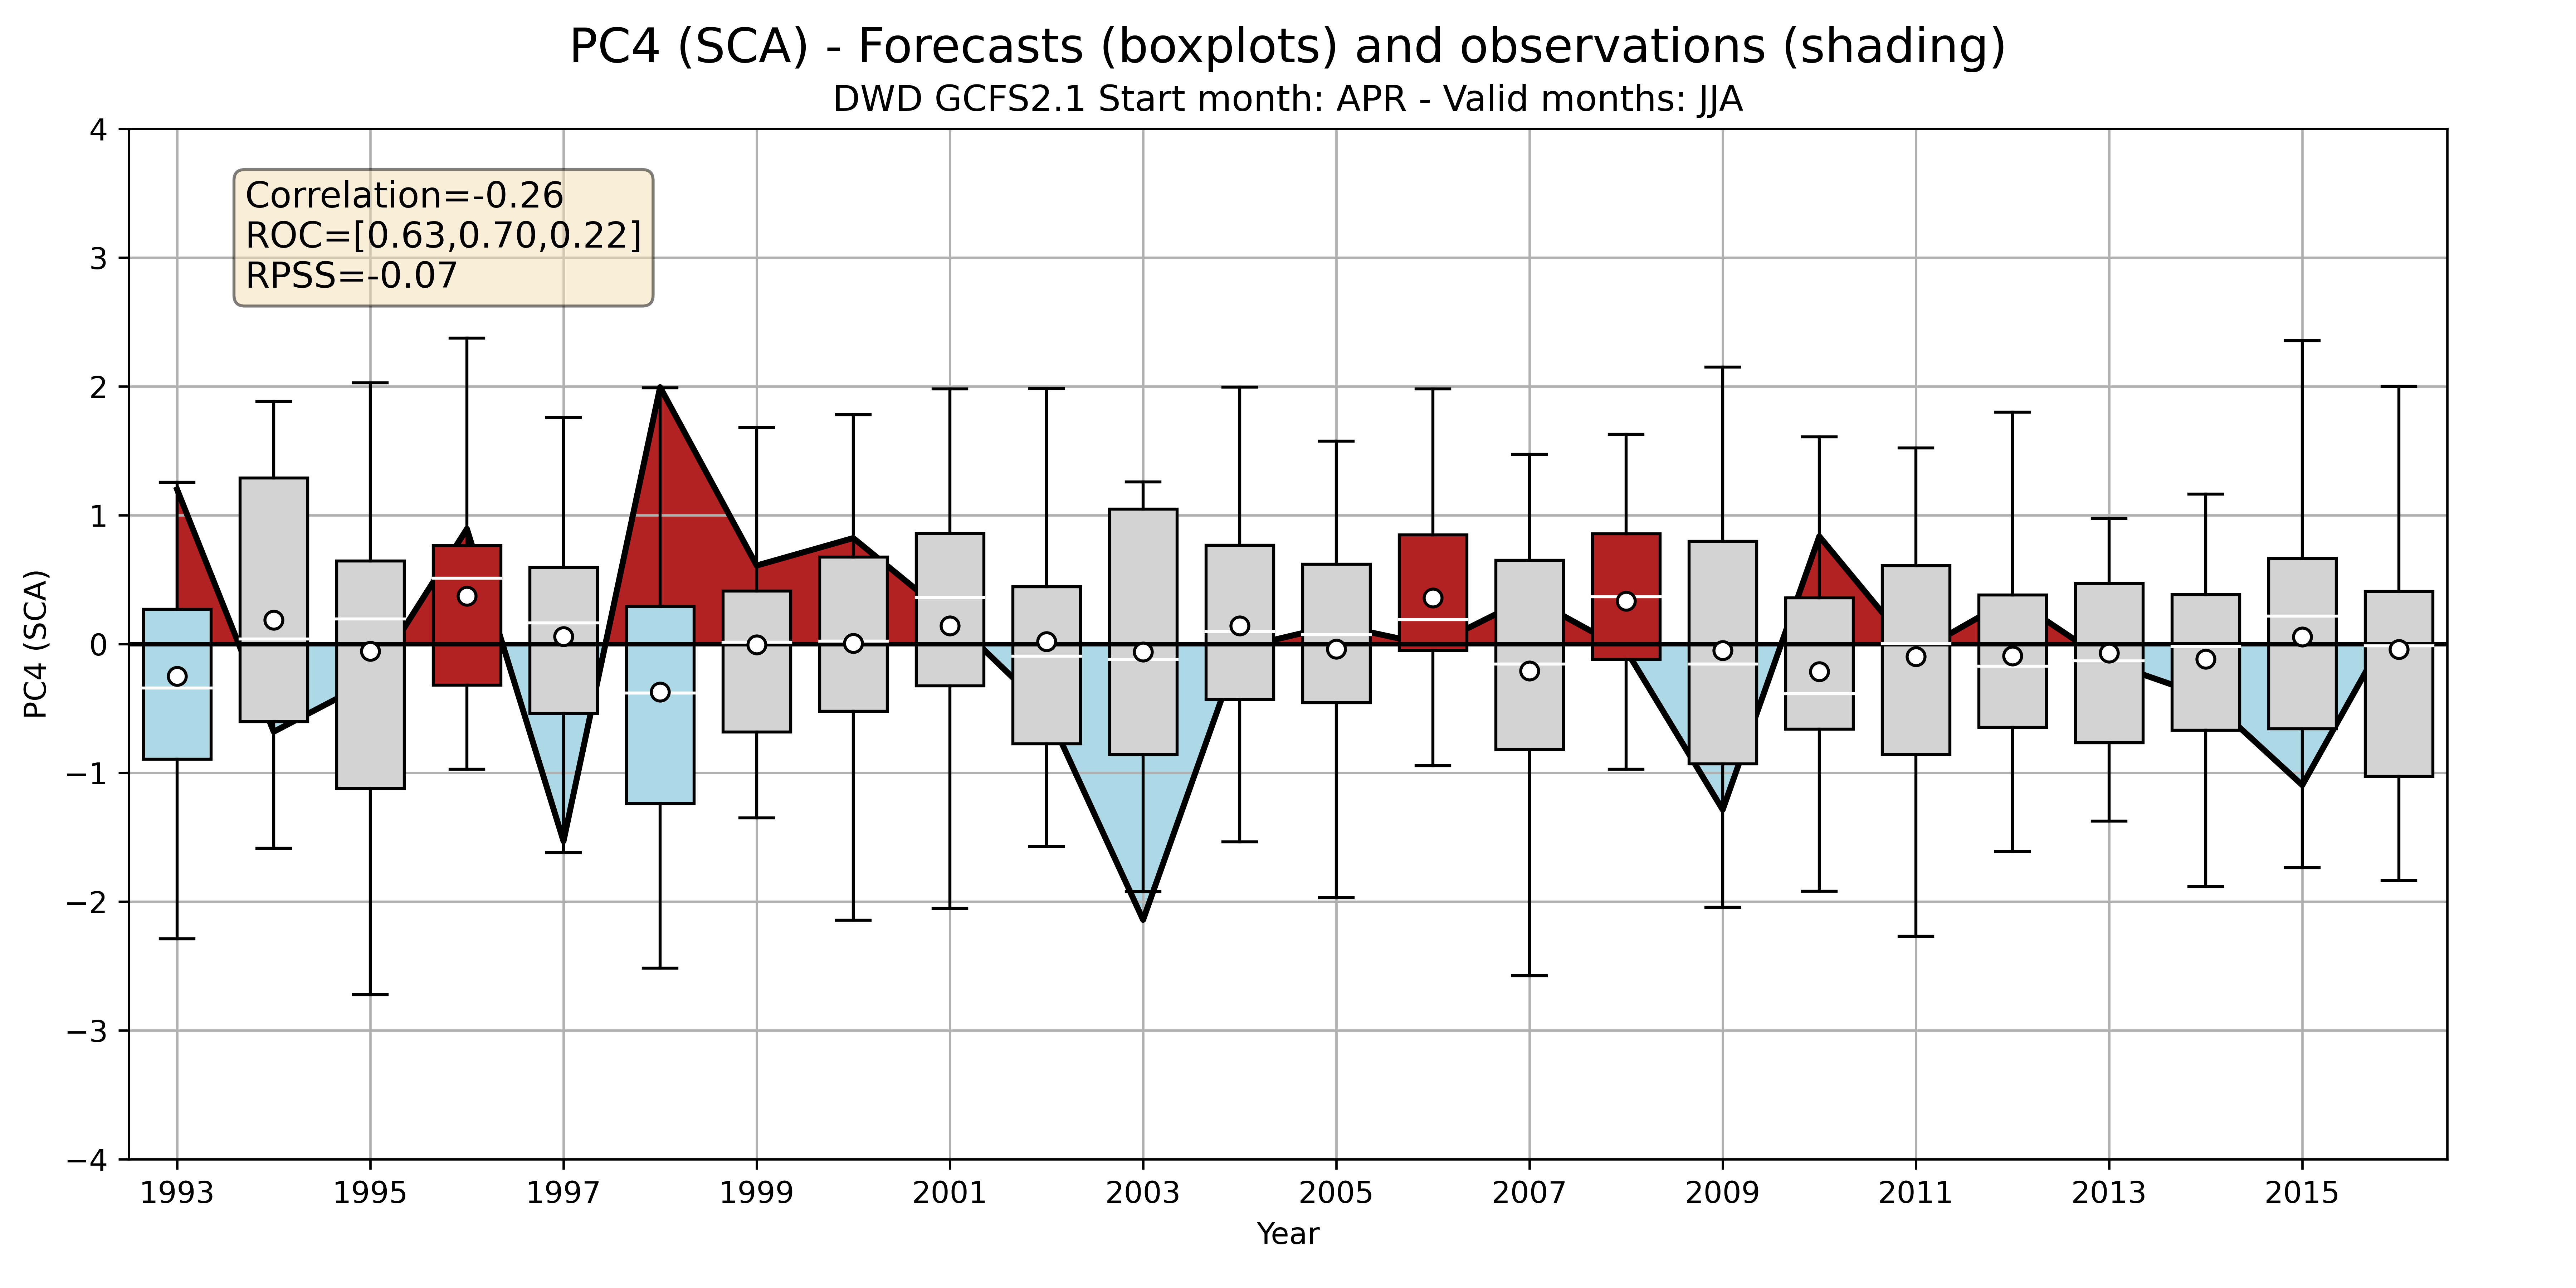 PC4 (SCA) - Forecasts (boxplots) and observations (shading)
DWD GCFS2.1 Start month: APR - Valid months: JJA
Correlation=-0.26
ROC=[0.63,0.70,0.22]
RPSS=-0.07
PC4 (SCA)
4
3
2
1
0
−1
−2
−3
−4
1993 1995 1997 1999 2001 2003 2005 2007 2009 2011 2013 2015
Year